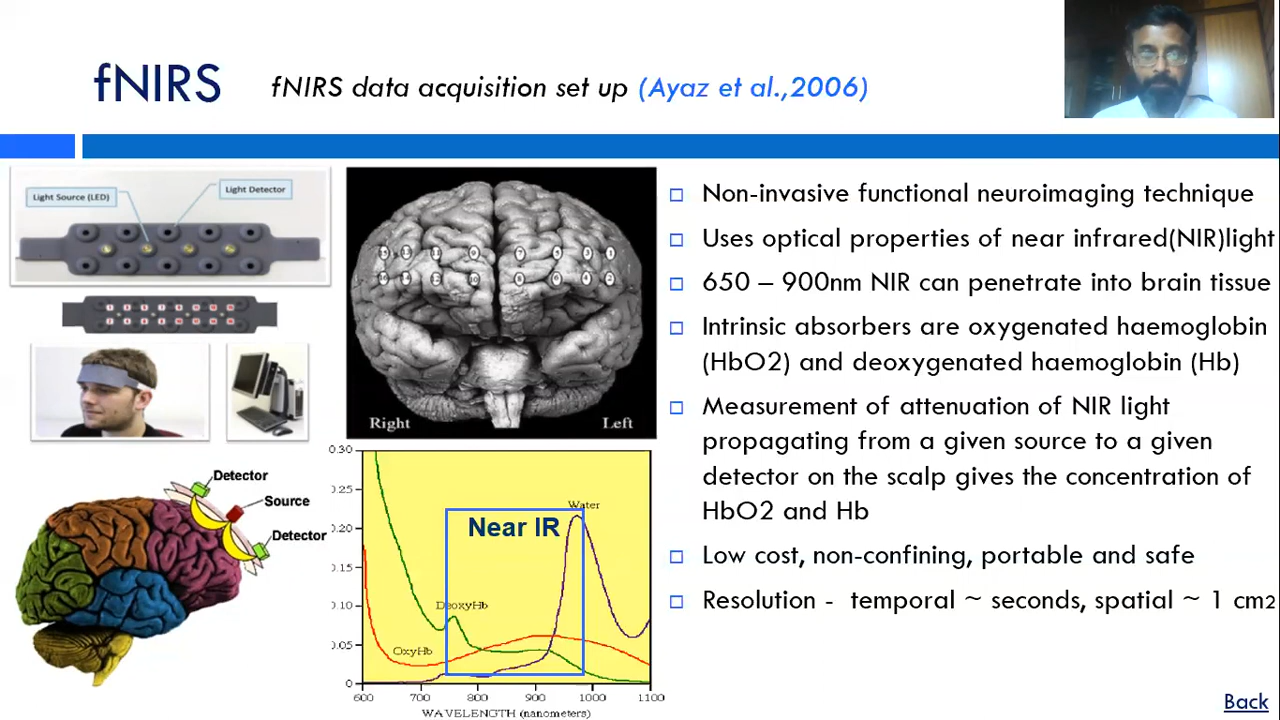 fNIRS
fNIRS data acquisition set up (Ayaz et al.,2006)
Light Source (LED)
Light Detector
Right
Left
Detector
Source
Detector
0.30
0.25
0.20
0.15
0.10
0.05
0
Near IR
Water
DeoxyHb
OxyHb
600 700 800 900 1000 1100
WAVELENGTH (nanometers)
Non-invasive functional neuroimaging technique
Uses optical properties of near infrared(NIR)light
650 – 900nm NIR can penetrate into brain tissue
Intrinsic absorbers are oxygenated haemoglobin
(HbO2) and deoxygenated haemoglobin (Hb)
Measurement of attenuation of NIR light
propagating from a given source to a given
detector on the scalp gives the concentration of
HbO2 and Hb
Low cost, non-confining, portable and safe
Resolution - temporal ~ seconds, spatial ~ 1 cm2
Back